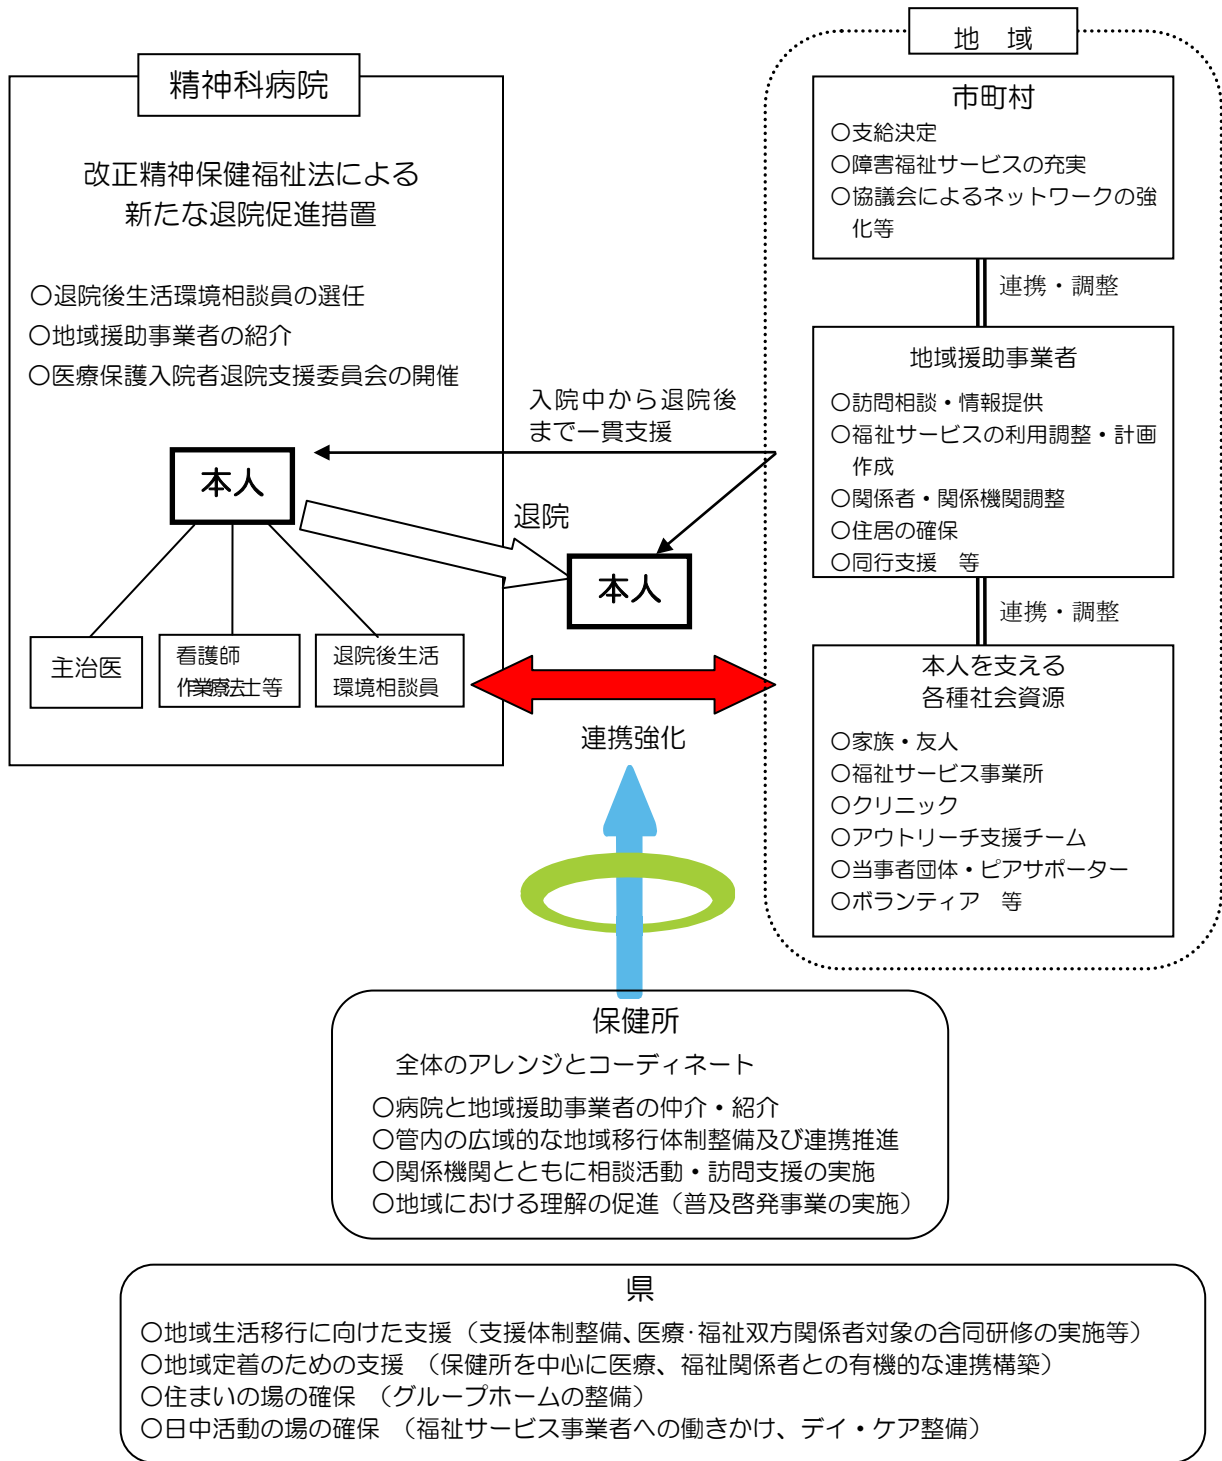 精神科病院
改正精神保健福祉法による
新たな退院促進措置
〇退院後生活環境相談員の選任
〇地域援助事業者の紹介
〇医療保護入院者退院支援委員会の開催
本人
主治医
看護師
作業療法士等
退院後生活
環境相談員
入院中から退院後
まで一貫支援
退院
本人
連携強化
地　域
市町村
〇支給決定
〇障害福祉サービスの充実
〇協議会によるネットワークの強
化等
連携・調整
地域援助事業者
〇訪問相談・情報提供
〇福祉サービスの利用調整・計画
作成
〇関係者・関係機関調整
〇住居の確保
〇同行支援　等
連携・調整
本人を支える
各種社会資源
〇家族・友人
〇福祉サービス事業所
〇クリニック
〇アウトリーチ支援チーム
〇当事者団体・ピアサポーター
〇ボランティア　等
保健所
全体のアレンジとコーディネート
〇病院と地域援助事業者の仲介・紹介
〇管内の広域的な地域移行体制整備及び連携推進
〇関係機関とともに相談活動・訪問支援の実施
〇地域における理解の促進（普及啓発事業の実施）
県
〇地域生活移行に向けた支援（支援体制整備、医療・福祉双方関係者対象の合同研修の実施等）
〇地域定着のための支援　（保健所を中心に医療、福祉関係者との有機的な連携構築）
〇住まいの場の確保　（グループホームの整備）
〇日中活動の場の確保　（福祉サービス事業者への働きかけ、デイ・ケア整備）